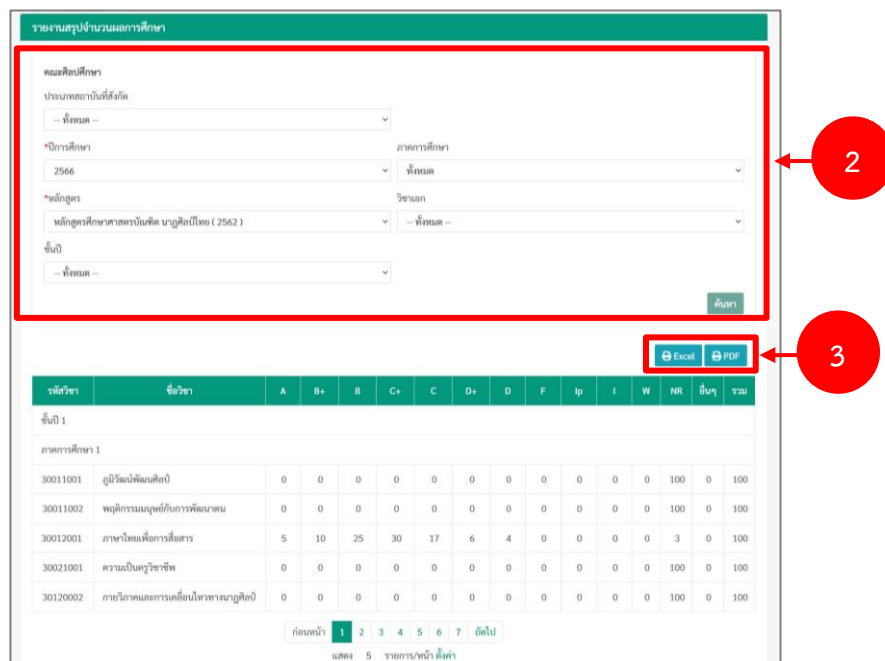 รายงานสรุปจำนวนผลการศึกษา
คณะศิลปศึกษา
ประเภทสถาบันที่สังกัด
-- ทั้งหมด --
*ปีการศึกษา ภาคการศึกษา
2566 ทั้งหมด
*หลักสูตร วิชาเอก
หลักสูตรศึกษาศาสตรบัณฑิต นาฏศิลป์ไทย ( 2562 ) -- ทั้งหมด --
ชั้นปี
-- ทั้งหมด --
ค้นหา
2
Excel PDF
3
รหัสวิชา ชื่อวิชา A B+ B C+ C D+ D F Ip I W NR อื่นๆ รวม
ชั้นปี 1
ภาคการศึกษา 1
30011001 ภูมิวัฒน์พัฒนศิลป์ 0 0 0 0 0 0 0 0 0 0 0 100 0 100
30011002 พฤติกรรมมนุษย์กับการพัฒนาตน 0 0 0 0 0 0 0 0 0 0 0 100 0 100
30012001 ภาษาไทยเพื่อการสื่อสาร 5 10 25 30 17 6 4 0 0 0 0 3 0 100
30021001 ความเป็นครูวิชาชีพ 0 0 0 0 0 0 0 0 0 0 0 100 0 100
30120002 กายวิภาคและการเคลื่อนไหวทางนาฏศิลป์ 0 0 0 0 0 0 0 0 0 0 0 100 0 100
ก่อนหน้า 1 2 3 4 5 6 7 ถัดไป
แสดง 5 รายการ/หน้า ตั้งค่า